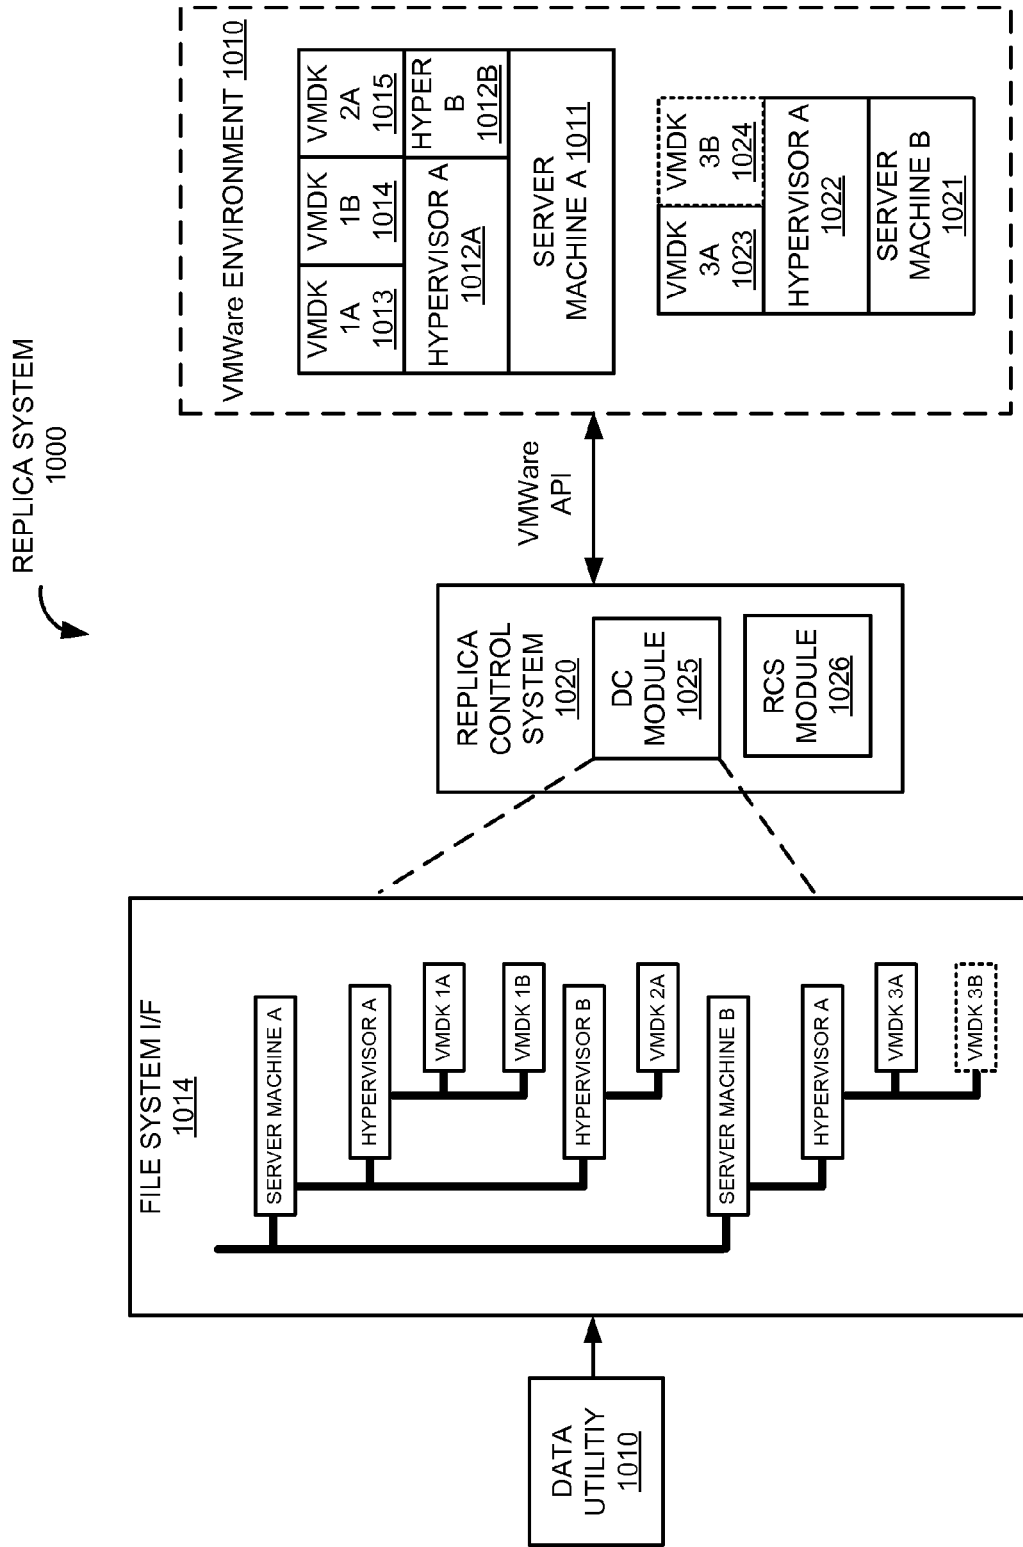 REPLICA SYSTEM
1000
DATA
UTILITIY
1010
FILE SYSTEM I/F
1014
SERVER MACHINE A
HYPERVISOR A
VMDK 1A
VMDK 1B
HYPERVISOR B
VMDK 2A
SERVER MACHINE B
HYPERVISOR A
VMDK 3A
VMDK 3B
REPLICA
CONTROL
SYSTEM
1020
DC
MODULE
1025
RCS
MODULE
1026
VMWare
API
VMWare ENVIRONMENT 1010
VMDK
1A
1013
VMDK
1B
1014
VMDK
2A
1015
HYPERVISOR A
1012A
HYPER
B
1012B
SERVER
MACHINE A 1011
VMDK
3A
1023
VMDK
3B
1024
HYPERVISOR A
1022
SERVER
MACHINE B
1021